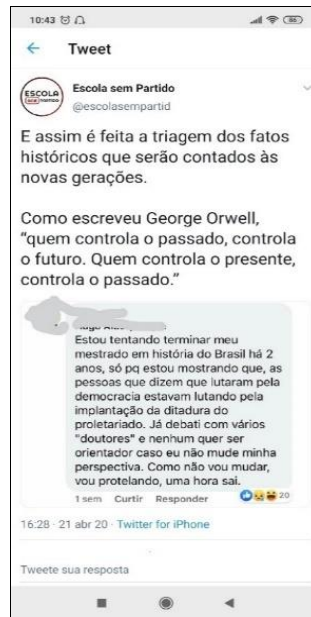 10:43
86
Tweet
ESCOLA
SEM PARTIDO
Escola sem Partido
@escolasempartid
E assim é feita a triagem dos fatos
históricos que serão contados às
novas gerações.
Como escreveu George Orwell,
“quem controla o passado, controla
o futuro. Quem controla o presente,
controla o passado.”
Estou tentando terminar meu
mestrado em história do Brasil há 2
anos, só pq estou mostrando que, as
pessoas que dizem que lutaram pela
democracia estavam lutando pela
implantação da ditadura do
proletariado. Já debati com vários
"doutores" e nenhum quer ser
orientador caso eu não mude minha
perspectiva. Como não vou mudar,
vou protelando, uma hora sai.
1 sem Curtir Responder 20
16:28 · 21 abr 20 · Twitter for iPhone
Tweete sua resposta